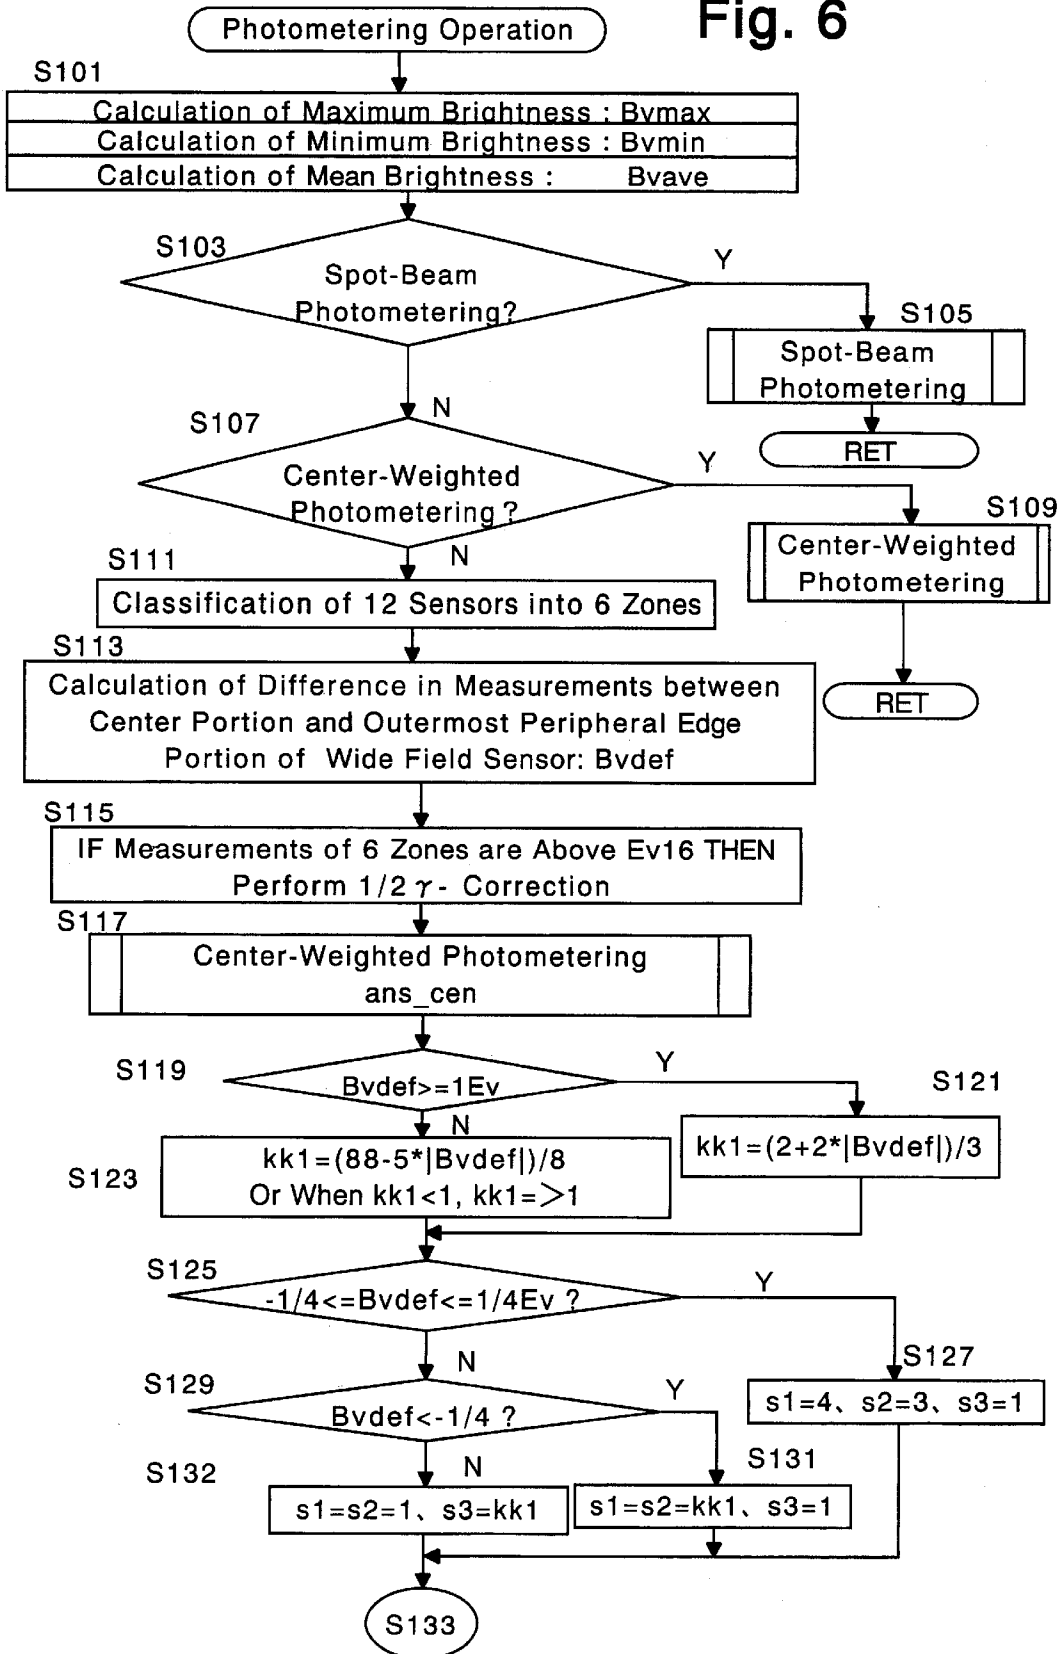 Fig. 6
Photometering Operation
S101
Calculation of Maximum Brightness : Bvmax
Calculation of Minimum Brightness : Bvmin
Calculation of Mean Brightness : Bvave
S103
Spot-Beam
Photometering?
Y
S105
Spot-Beam
Photometering
RET
N
S107
Center-Weighted
Photometering?
Y
S109
Center-Weighted
Photometering
RET
N
S111
Classification of 12 Sensors into 6 Zones
S113
Calculation of Difference in Measurements between
Center Portion and Outermost Peripheral Edge
Portion of Wide Field Sensor: Bvdef
S115
IF Measurements of 6 Zones are Above Ev16 THEN
Perform 1/2 γ- Correction
S117
Center-Weighted Photometering
ans_cen
S119
Bvdef>=1Ev
Y
S121
kk1=(2+2*|Bvdef|)/3
N
S123
kk1=(88-5*|Bvdef|)/8
Or When kk1<1, kk1=>1
S125
-1/4<=Bvdef<=1/4Ev ?
Y
S127
s1=4、s2=3、s3=1
N
S129
Bvdef<-1/4 ?
Y
S131
s1=s2=kk1、s3=1
N
S132
s1=s2=1、s3=kk1
S133